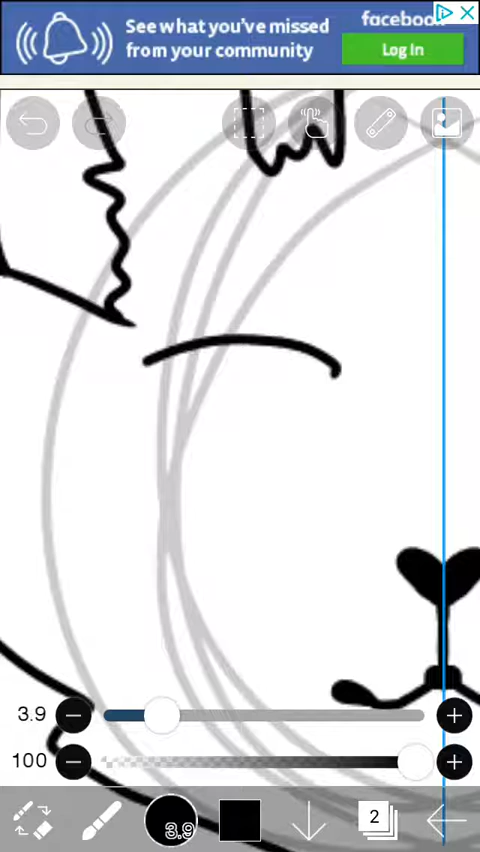 See what you've missed
from your community
facebook
Log In
3.9
100
3.9
2